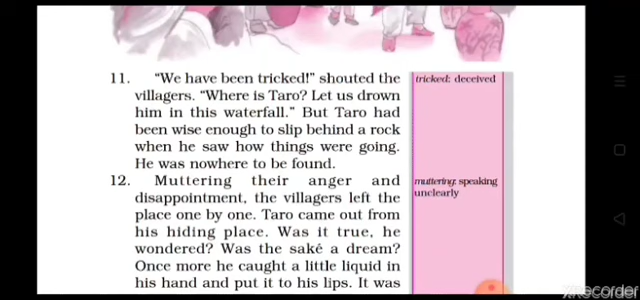 11. "We have been tricked!" shouted the
villagers. "Where is Taro? Let us drown
him in this waterfall." But Taro had
been wise enough to slip behind a rock
when he saw how things were going.
He was nowhere to be found.
12. Muttering their anger and
disappointment, the villagers left the
place one by one. Taro came out from
his hiding place. Was it true, he
wondered? Was the saké a dream?
Once more he caught a little liquid in
his hand and put it to his lips. It was
tricked: deceived
muttering: speaking
unclearly